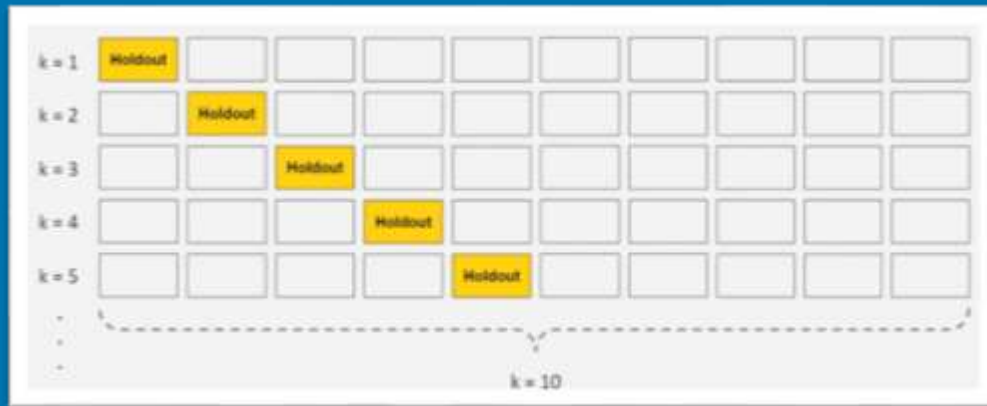 k = 1 Holdout
k = 2 Holdout
k = 3 Holdout
k = 4 Holdout
k = 5 Holdout
.
.
.
k = 10